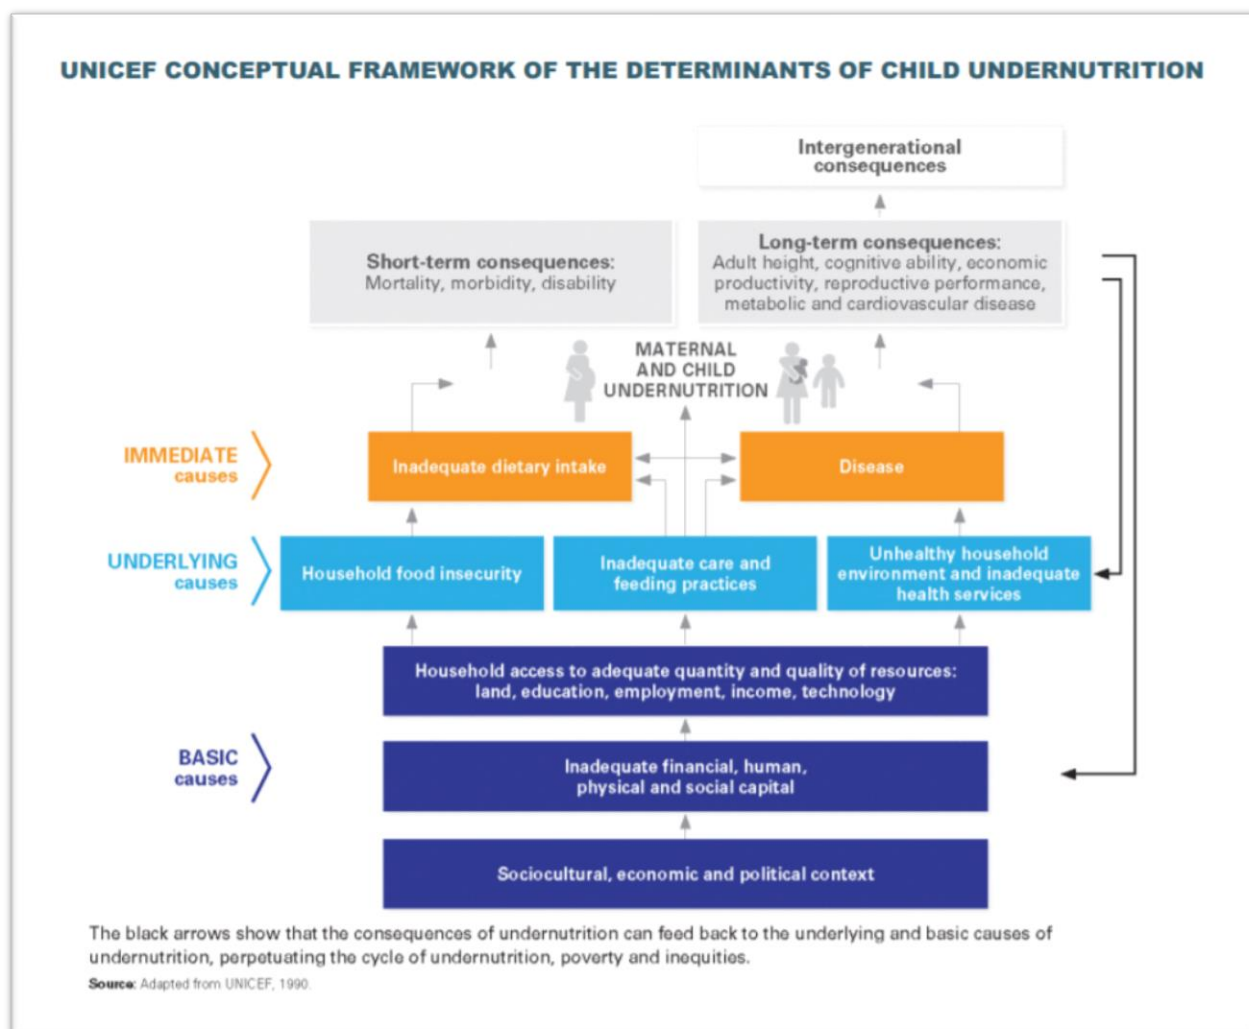 UNICEF CONCEPTUAL FRAMEWORK OF THE DETERMINANTS OF CHILD UNDERNUTRITION
Intergenerational
consequences
Short-term consequences:
Mortality, morbidity, disability
Long-term consequences:
Adult height, cognitive ability, economic
productivity, reproductive performance,
metabolic and cardiovascular disease
MATERNAL
AND CHILD
UNDERNUTRITION
IMMEDIATE
causes
Inadequate dietary intake
Disease
UNDERLYING
causes
Household food insecurity
Inadequate care and
feeding practices
Unhealthy household
environment and inadequate
health services
Household access to adequate quantity and quality of resources:
land, education, employment, income, technology
BASIC
causes
Inadequate financial, human,
physical and social capital
Sociocultural, economic and political context
The black arrows show that the consequences of undernutrition can feed back to the underlying and basic causes of
undernutrition, perpetuating the cycle of undernutrition, poverty and inequities.
Source: Adapted from UNICEF, 1990.